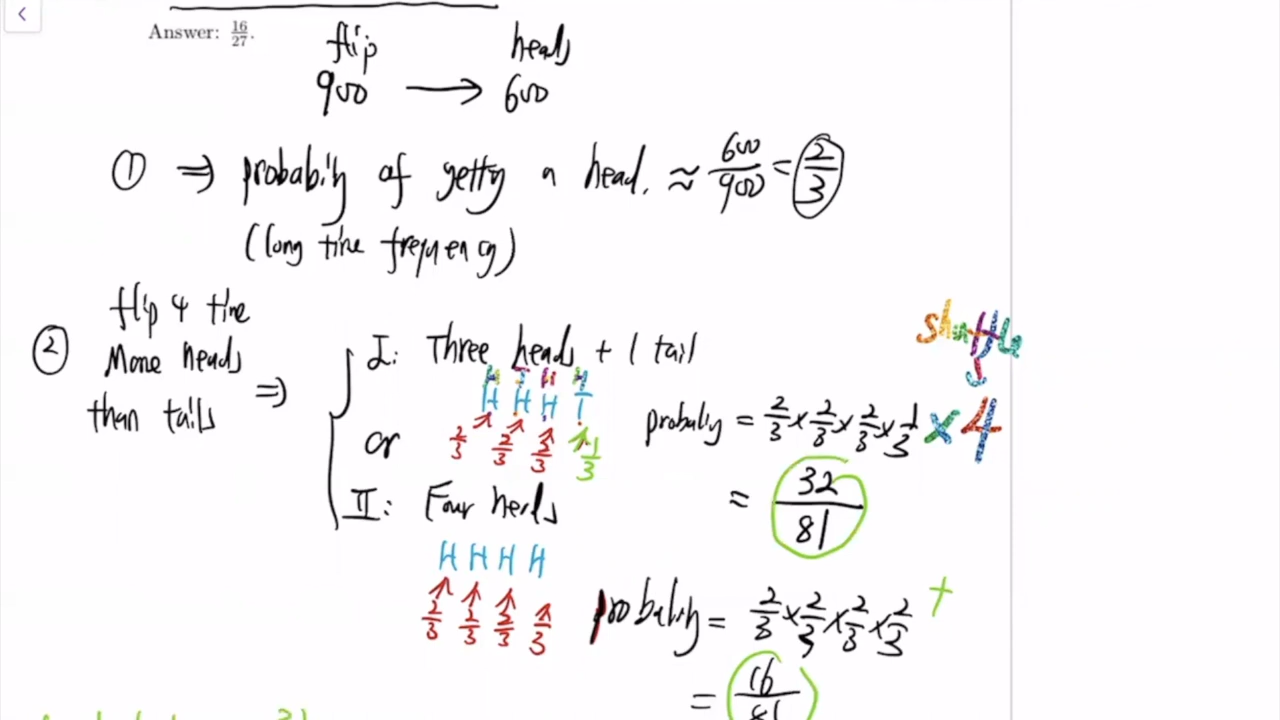 Answer: 16/27.
flip heads
900 → 600
① ⇒ probability of getting a head. ≈ 600/900 = 2/3
(long time frequency)
② flip 4 time
More heads
than tails ⇒
I: Three heads + 1 tail
H T H H
H H H T
2/3 2/3 2/3 1/3
probably = 2/3 × 2/3 × 2/3 × 1/3 × 4
shuffle
= 32/81
or
II: Four heads
H H H H
2/3 2/3 2/3 2/3
probability = 2/3 × 2/3 × 2/3 × 2/3 +
= 16/81